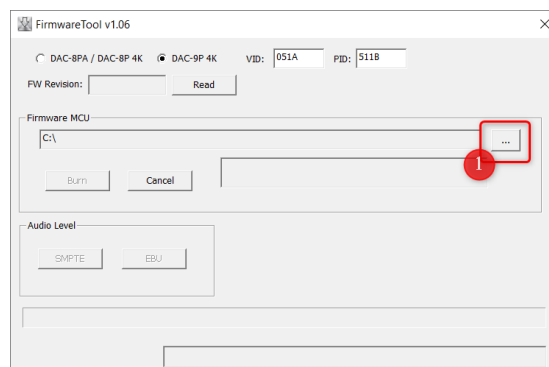 FirmwareTool v1.06
DAC-8PA / DAC-8P 4K DAC-9P 4K VID: 051A PID: 511B
FW Revision: Read
Firmware MCU
C:\ ...
1
Burn Cancel
Audio Level
SMPTE EBU